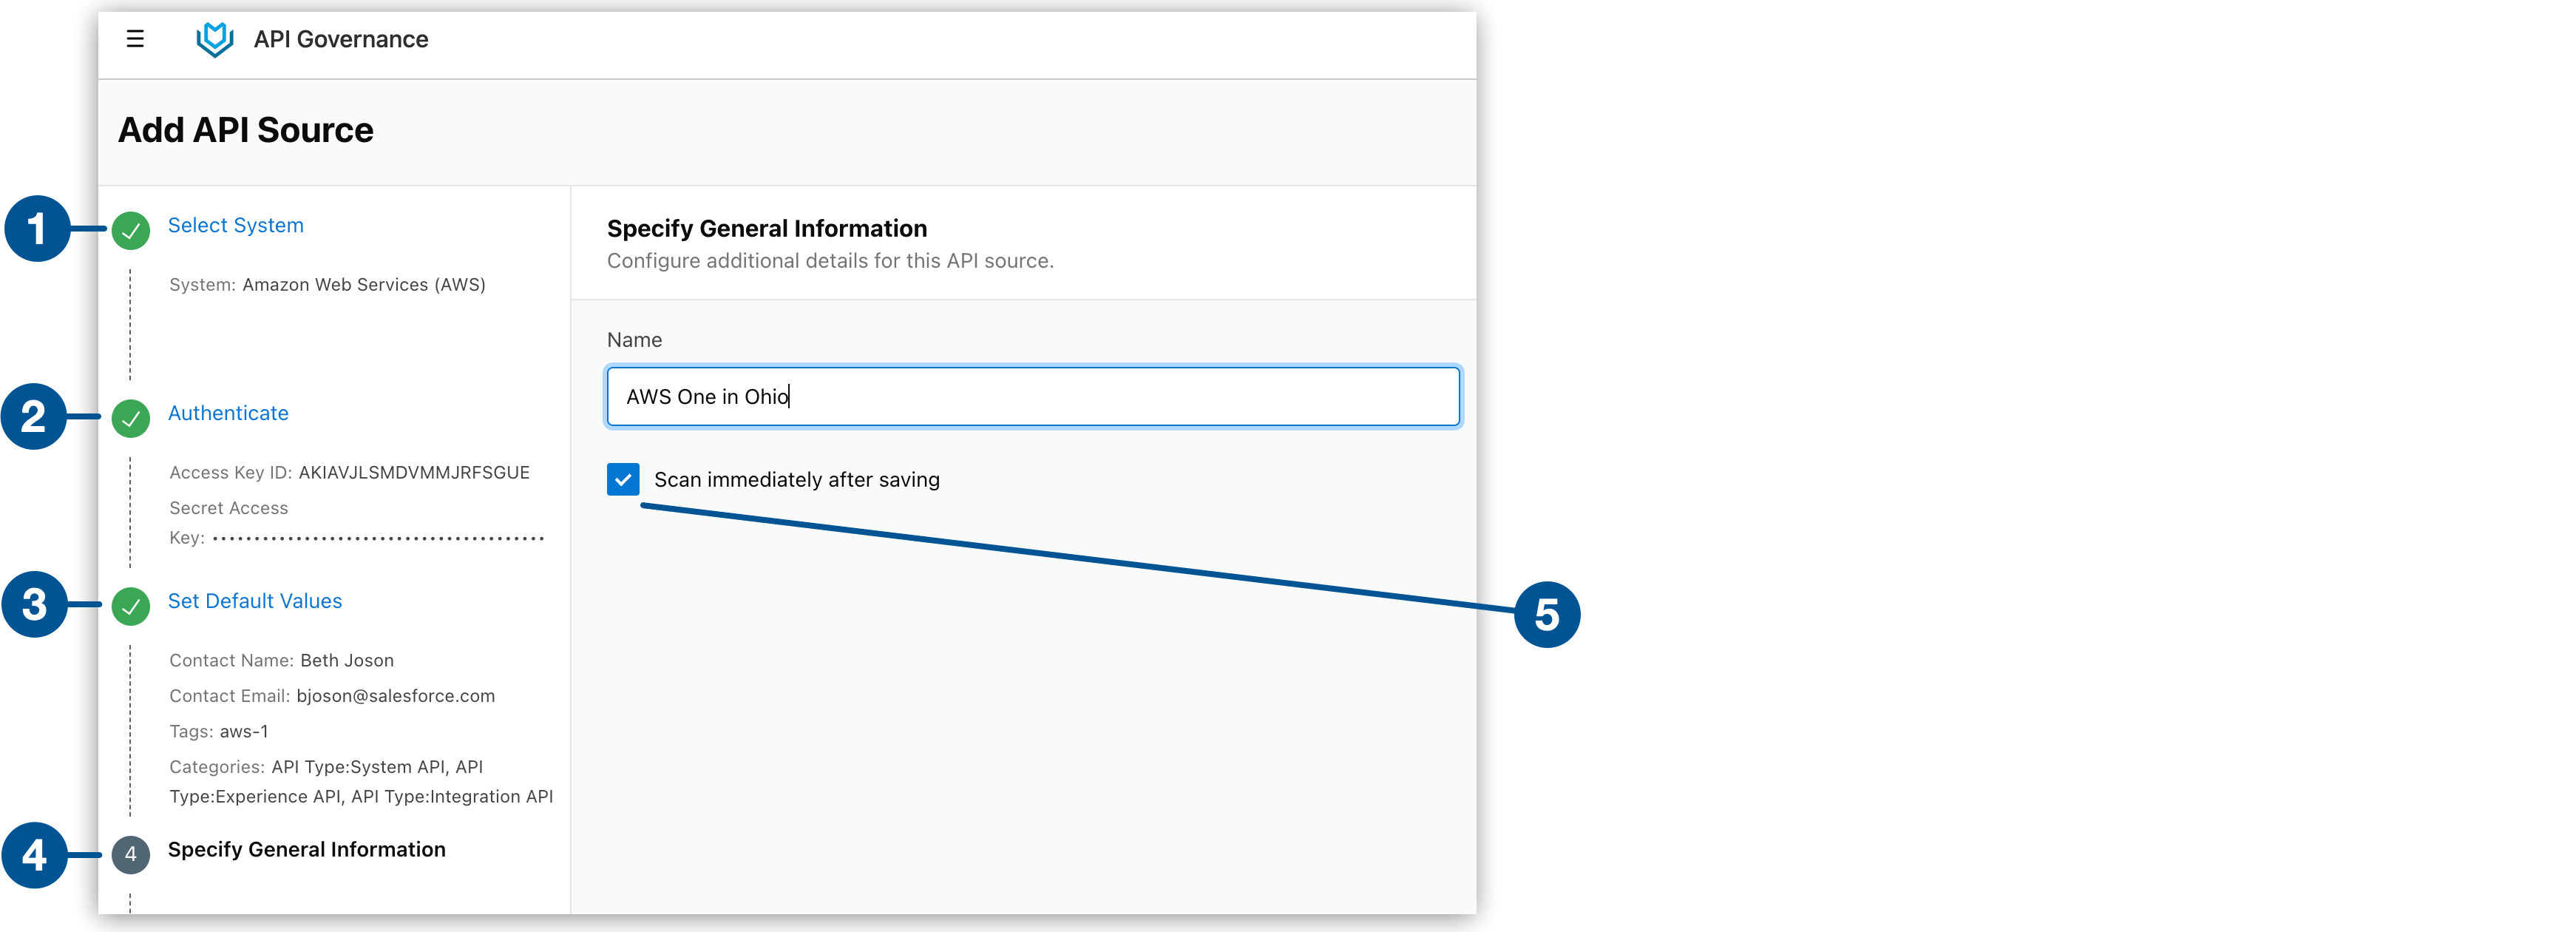 API Governance
Add API Source
1
Select System
System: Amazon Web Services (AWS)
2
Authenticate
Access Key ID: AKIAVJLSMDVMMJRFSGUE
Secret Access
Key: ••••••••••••••••••••••••••••••••••••••••
3
Set Default Values
Contact Name: Beth Joson
Contact Email: bjoson@salesforce.com
Tags: aws-1
Categories: API Type:System API, API
Type:Experience API, API Type:Integration API
4
4
Specify General Information
Specify General Information
Configure additional details for this API source.
Name
AWS One in Ohio
Scan immediately after saving
5